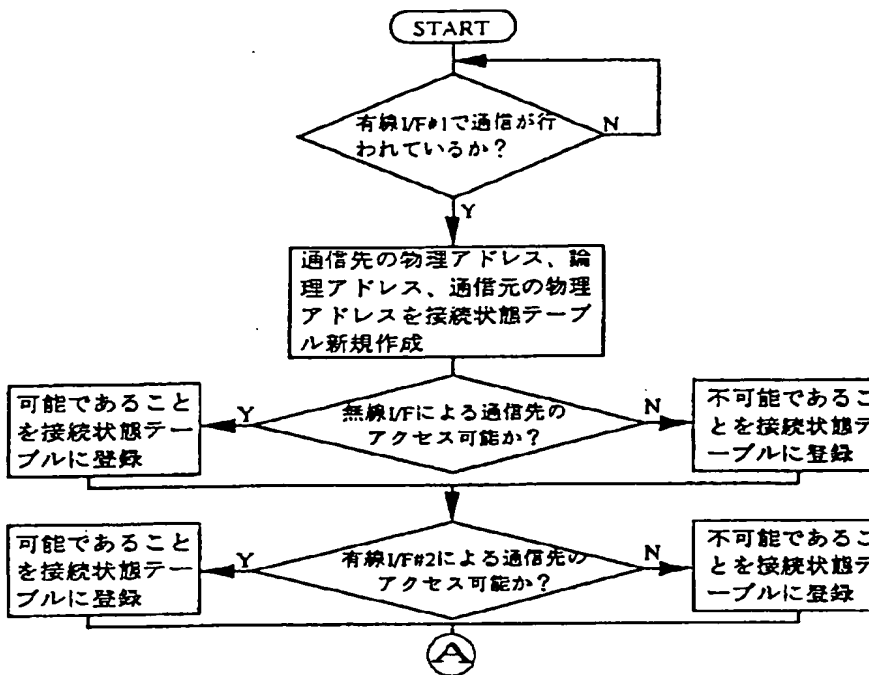 START
有線I/F#1で通信が行
われているか？
N
Y
通信先の物理アドレス、論
理アドレス、通信元の物理
アドレスを接続状態テーブ
ル新規作成
可能であること
を接続状態テー
ブルに登録
Y
無線I/Fによる通信先の
アクセス可能か？
N
不可能であるこ
とを接続状態テ
ーブルに登録
可能であること
を接続状態テー
ブルに登録
Y
有線I/F#2による通信先の
アクセス可能か？
N
不可能であるこ
とを接続状態テ
ーブルに登録
A